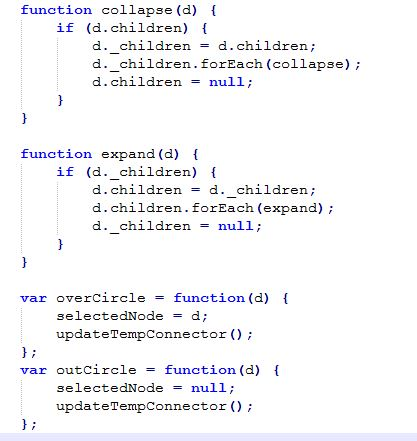 function collapse(d) {
    if (d.children) {
        d._children = d.children;
        d._children.forEach(collapse);
        d.children = null;
    }
}

function expand(d) {
    if (d._children) {
        d.children = d._children;
        d.children.forEach(expand);
        d._children = null;
    }
}

var overCircle = function(d) {
    selectedNode = d;
    updateTempConnector();
};
var outCircle = function(d) {
    selectedNode = null;
    updateTempConnector();
};